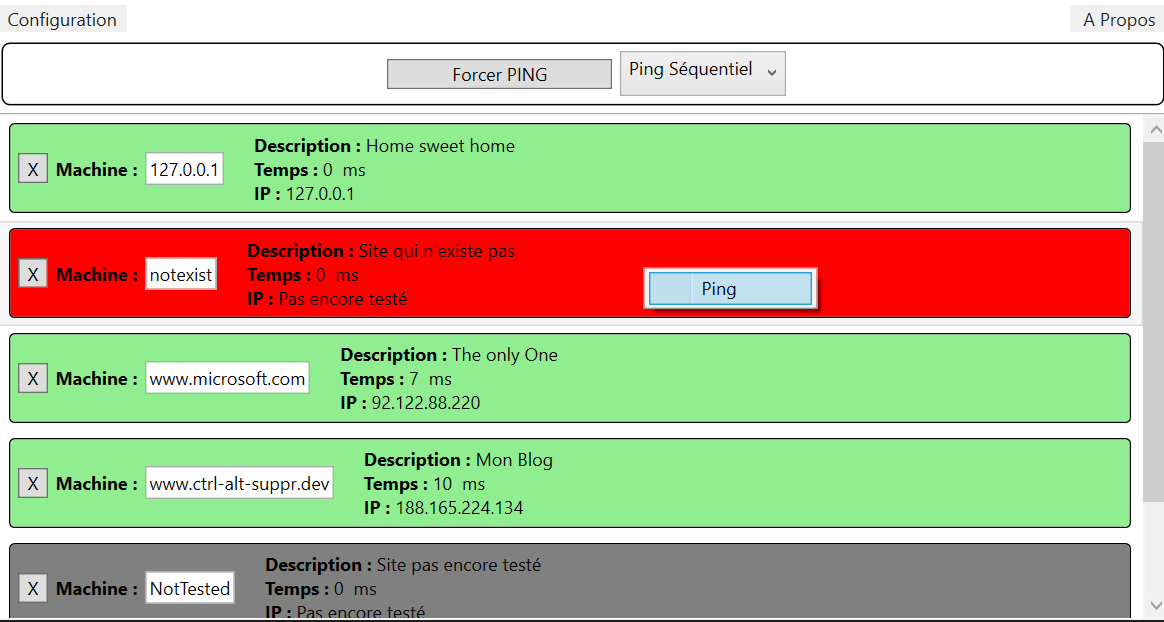 Configuration
A Propos
Forcer PING
Ping Séquentiel
X Machine : 127.0.0.1
Description : Home sweet home
Temps : 0 ms
IP : 127.0.0.1
X Machine : notexist
Description : Site qui n'existe pas
Temps : 0 ms
IP : Pas encore testé
Ping
X Machine : www.microsoft.com
Description : The only One
Temps : 7 ms
IP : 92.122.88.220
X Machine : www.ctrl-alt-suppr.dev
Description : Mon Blog
Temps : 10 ms
IP : 188.165.224.134
X Machine : NotTested
Description : Site pas encore testé
Temps : 0 ms
IP : Pas encore testé